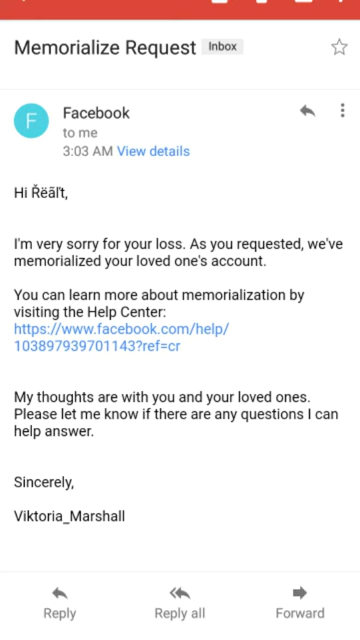 Memorialize Request Inbox
F
Facebook
to me
3:03 AM View details
Hi Řëãľt,
I'm very sorry for your loss. As you requested, we've
memorialized your loved one's account.
You can learn more about memorialization by
visiting the Help Center:
https://www.facebook.com/help/
103897939701143?ref=cr
My thoughts are with you and your loved ones.
Please let me know if there are any questions I can
help answer.
Sincerely,
Viktoria_Marshall
Reply Reply all Forward